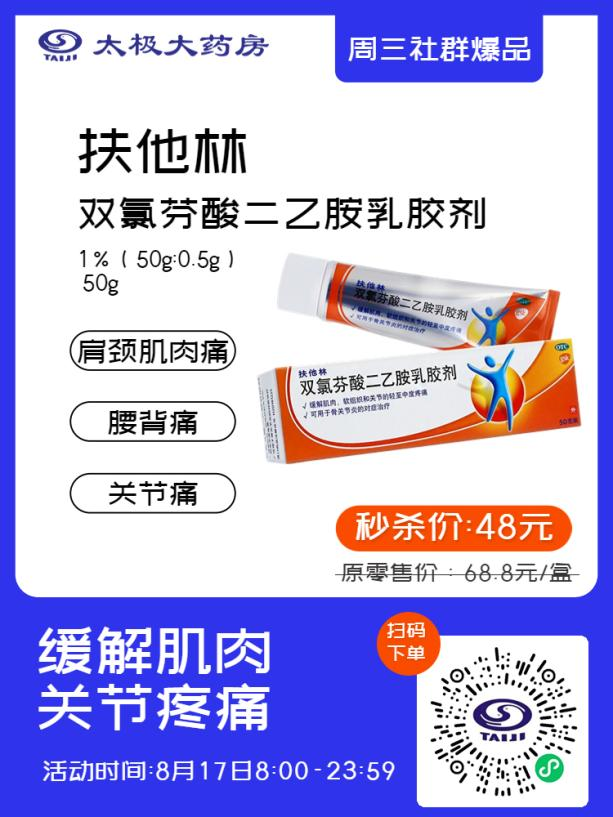 TAIJI
太极大药房
周三社群爆品
扶他林
双氯芬酸二乙胺乳胶剂
1%（50g:0.5g）
50g
扶他林
双氯芬酸二乙胺乳胶剂
✓缓解肌肉、软组织和关节的轻至中度疼痛
✓可用于骨关节炎的对症治疗
肩颈肌肉痛
OTC
扶他林
双氯芬酸二乙胺乳胶剂
✓缓解肌肉、软组织和关节的轻至中度疼痛
✓可用于骨关节炎的对症治疗
腰背痛
50克装
关节痛
秒杀价:48元
原零售价：68.8元/盒
缓解肌肉
关节疼痛
扫码
下单
TAIJI
活动时间:8月17日8:00-23:59